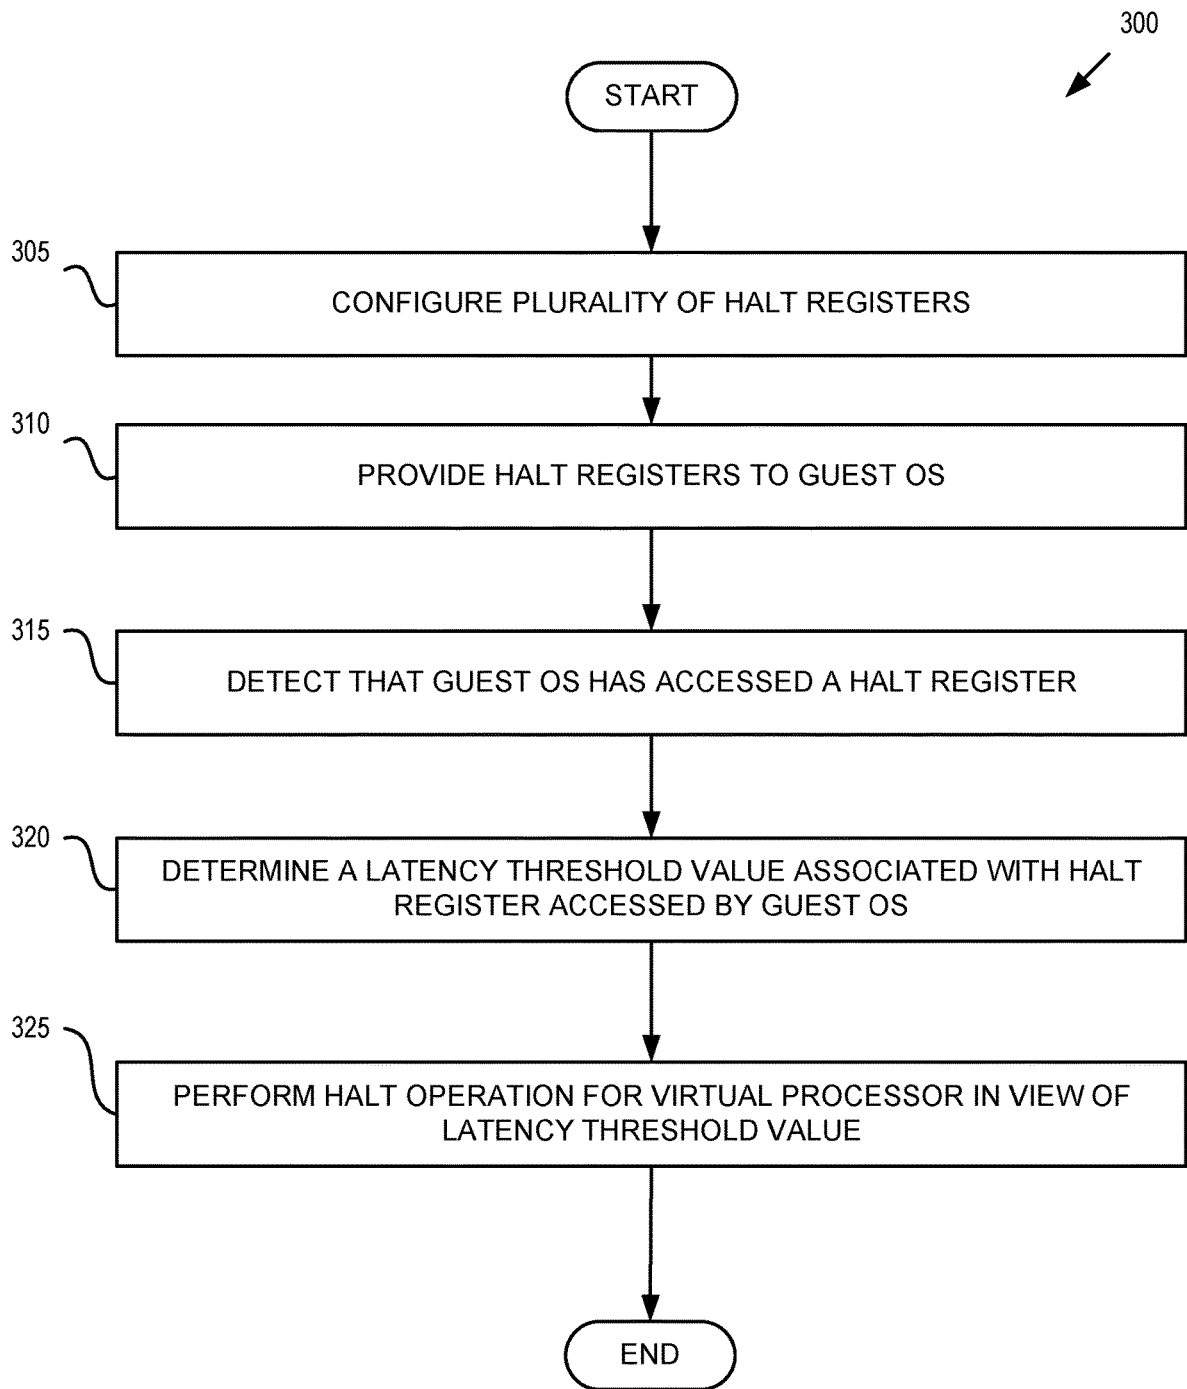 300
START
305
CONFIGURE PLURALITY OF HALT REGISTERS
310
PROVIDE HALT REGISTERS TO GUEST OS
315
DETECT THAT GUEST OS HAS ACCESSED A HALT REGISTER
320
DETERMINE A LATENCY THRESHOLD VALUE ASSOCIATED WITH HALT
REGISTER ACCESSED BY GUEST OS
325
PERFORM HALT OPERATION FOR VIRTUAL PROCESSOR IN VIEW OF
LATENCY THRESHOLD VALUE
END